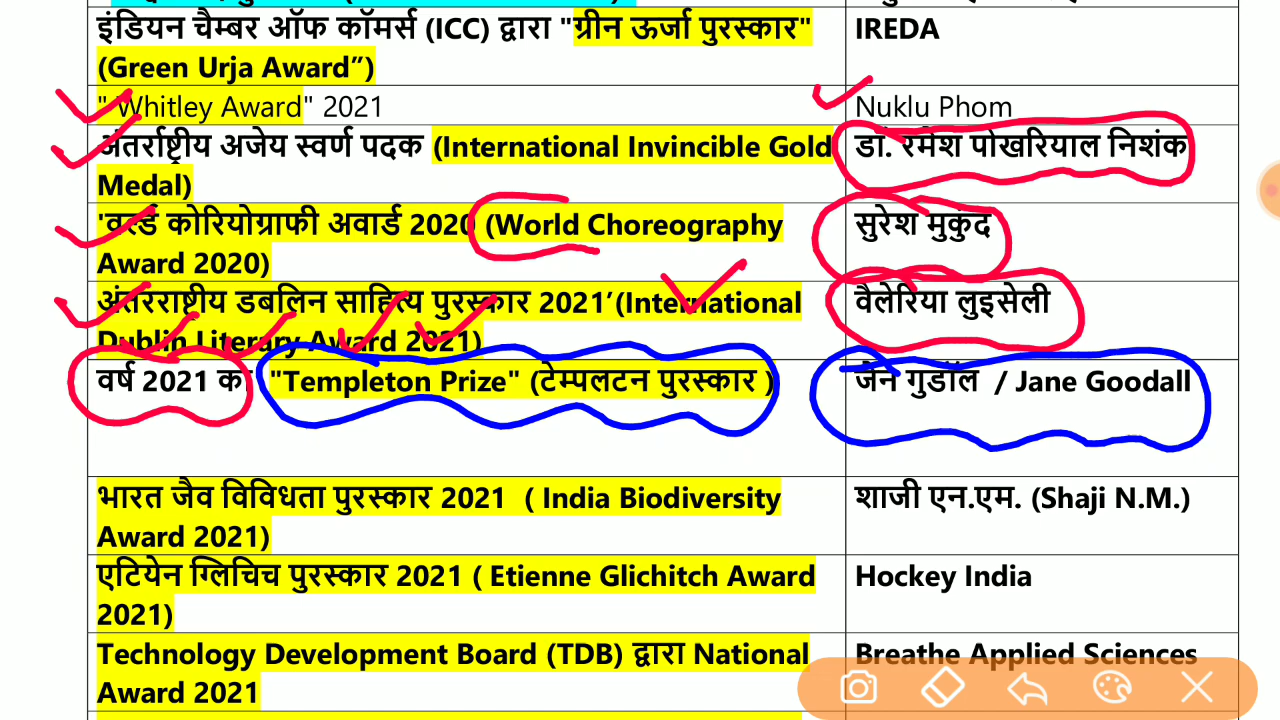 इंडियन चैम्बर ऑफ कॉमर्स (ICC) द्वारा "ग्रीन ऊर्जा पुरस्कार"
(Green Urja Award”)
IREDA
" Whitley Award" 2021
Nuklu Phom
अंतर्राष्ट्रीय अजेय स्वर्ण पदक (International Invincible Gold
Medal)
डॉ. रमेश पोखरियाल निशंक
'वर्ल्ड कोरियोग्राफी अवार्ड 2020 (World Choreography
Award 2020)
सुरेश मुकुंद
अंतरराष्ट्रीय डबलिन साहित्य पुरस्कार 2021’(International
Dublin Literary Award 2021)
वैलेरिया लुइसेली
वर्ष 2021 का "Templeton Prize" (टेम्पलटन पुरस्कार )
जेन गुडॉल / Jane Goodall
भारत जैव विविधता पुरस्कार 2021 ( India Biodiversity
Award 2021)
शाजी एन.एम. (Shaji N.M.)
एटियेन ग्लिचिच पुरस्कार 2021 ( Etienne Glichitch Award
2021)
Hockey India
Technology Development Board (TDB) द्वारा National
Award 2021
Breathe Applied Sciences